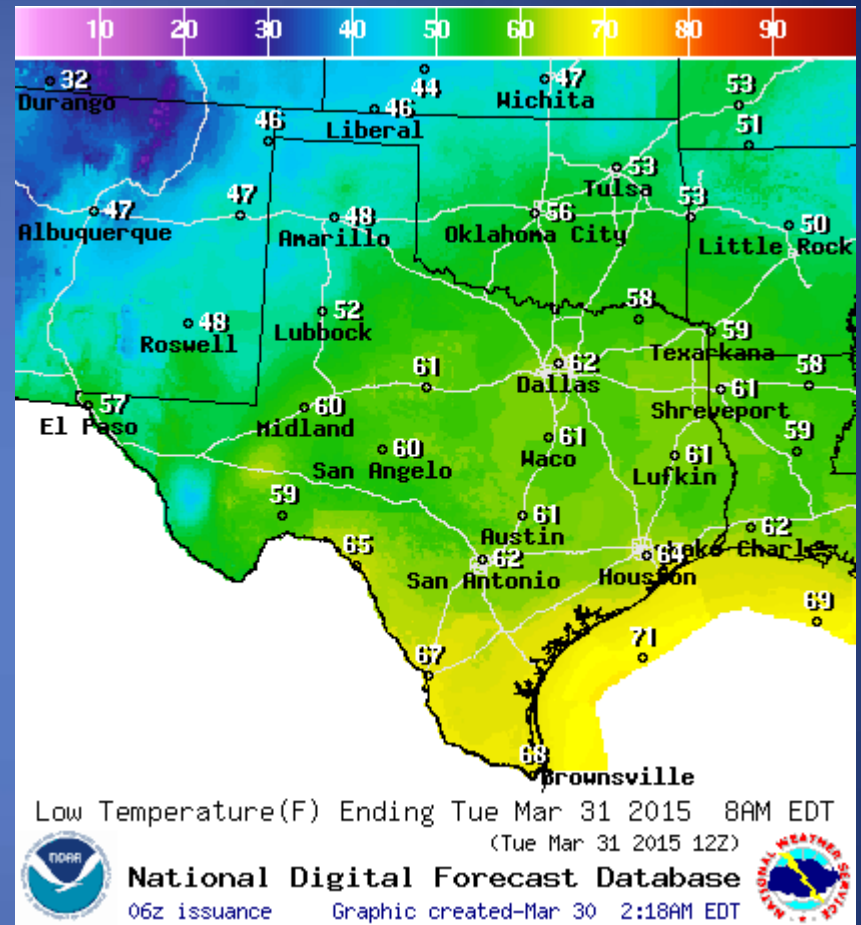 10 20 30 40 50 60 70 80 90
32
Durango
44
47
Wichita
53
46
Liberal
46
51
53
Tulsa
47
Albuquerque
47
48
Amarillo
56
Oklahoma City
53
50
Little Rock
48
Roswell
52
Lubbock
58
59
Texarkana
62
Dallas
61
58
61
Shreveport
57
El Paso
60
Midland
60
San Angelo
61
Waco
61
Lufkin
59
59
61
Austin
62
Lake Charles
65
62
San Antonio
64
Houston
69
71
67
68
Brownsville
Low Temperature(F) Ending Tue Mar 31 2015 8AM EDT
(Tue Mar 31 2015 12Z)
National Digital Forecast Database
06z issuance Graphic created-Mar 30 2:18AM EDT
NOAA
NATIONAL WEATHER SERVICE